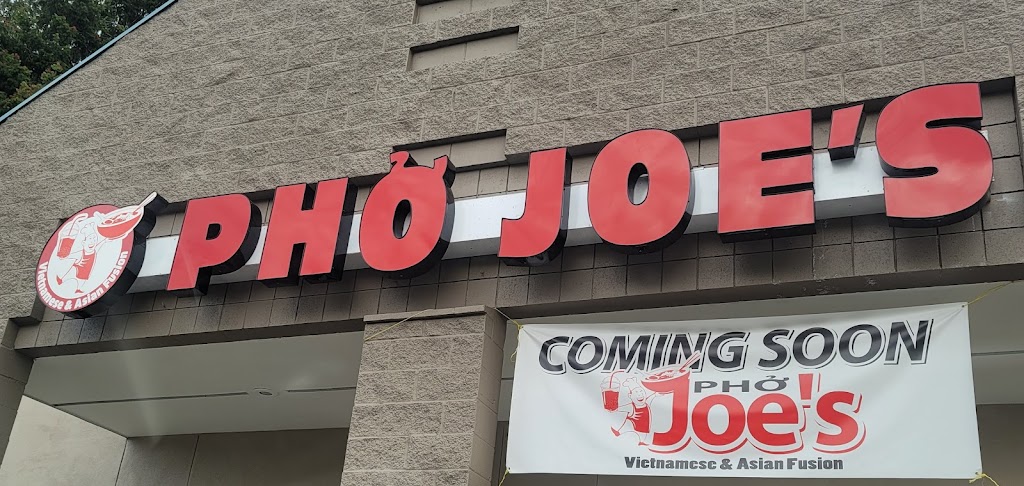 PHỞ JOE'S
Vietnamese & Asian Fusion
COMING SOON
PHỞ
Joe's
Vietnamese & Asian Fusion